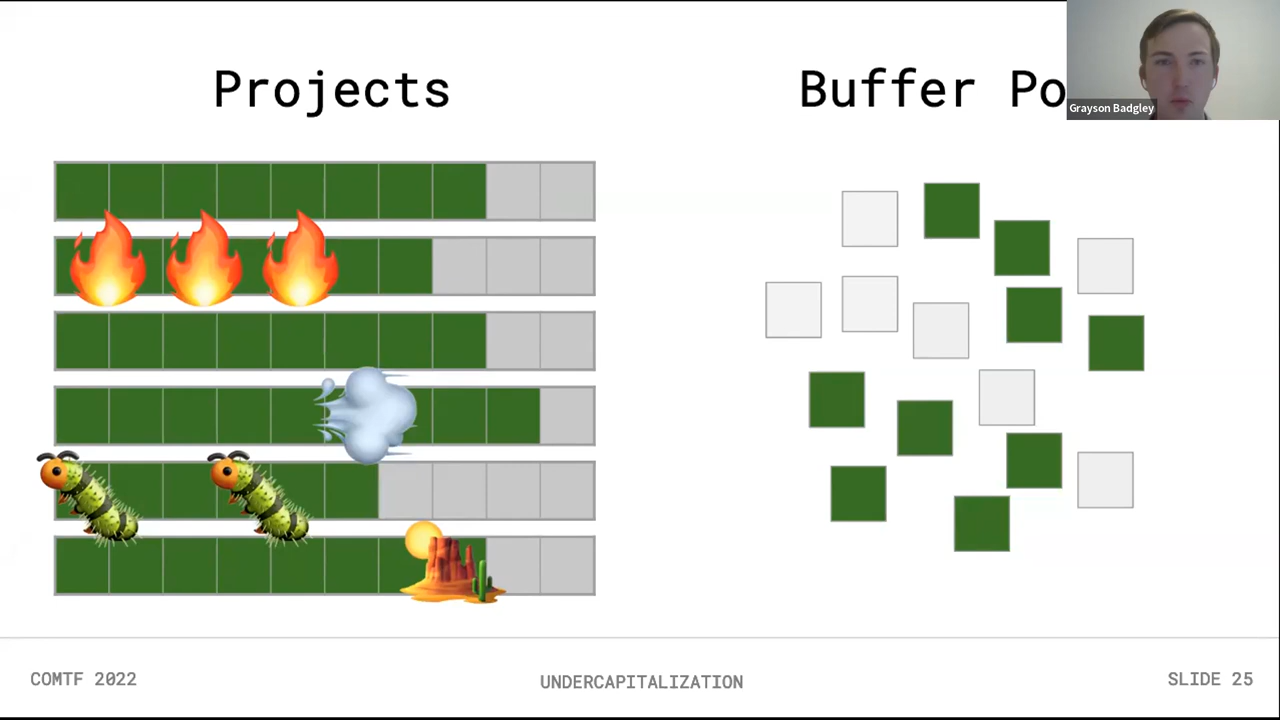 Projects
Buffer Po
Grayson Badgley
COMTF 2022
UNDERCAPITALIZATION
SLIDE 25